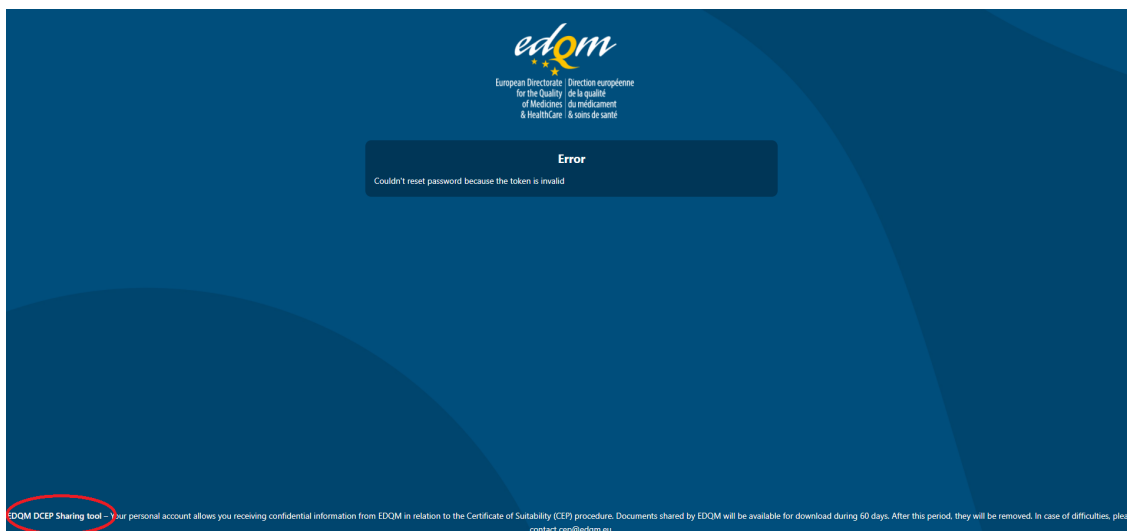 edQm
European Directorate | Direction européenne
for the Quality | de la qualité
of Medicines | du médicament
& HealthCare | & soins de santé
Error
Couldn't reset password because the token is invalid
EDQM DCEP Sharing tool – Your personal account allows you receiving confidential information from EDQM in relation to the Certificate of Suitability (CEP) procedure. Documents shared by EDQM will be available for download during 60 days. After this period, they will be removed. In case of difficulties, plea
contact cep@edqm.eu